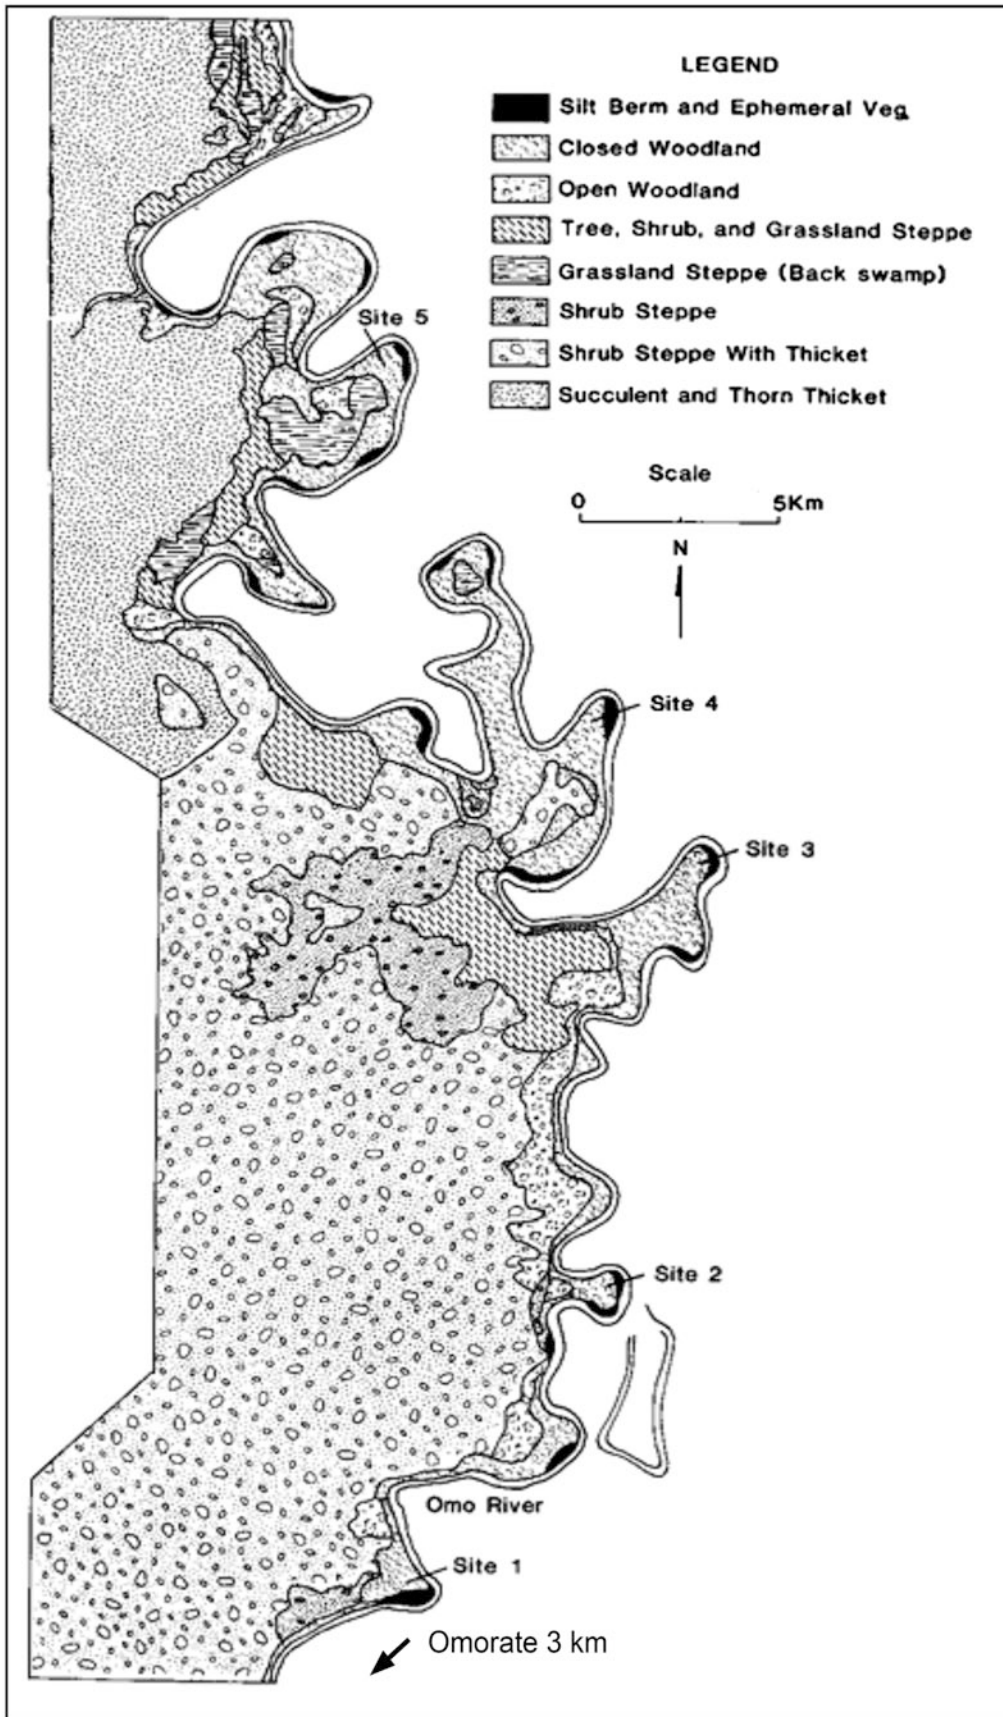 LEGEND
Silt Berm and Ephemeral Veg
Closed Woodland
Open Woodland
Tree, Shrub, and Grassland Steppe
Grassland Steppe (Back swamp)
Shrub Steppe
Shrub Steppe With Thicket
Succulent and Thorn Thicket
Site 5
Scale
0 5Km
N
Site 4
Site 3
Site 2
Omo River
Site 1
Omorate 3 km